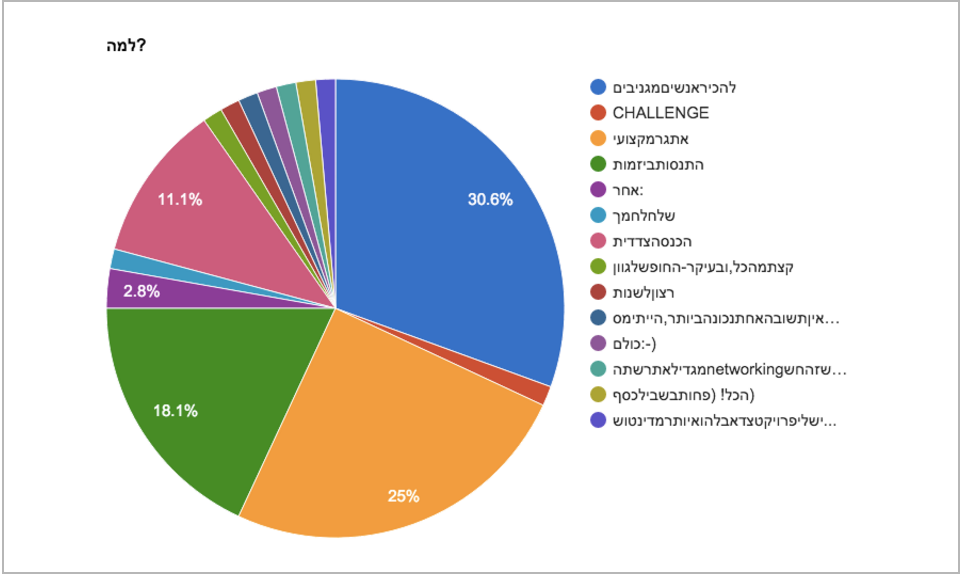 למה?
30.6%
11.1%
2.8%
18.1%
25%
להכיראנשיםמגניבים
CHALLENGE
אתגרמקצועי
התנסותביזמות
אחר:
שלחלחמך
הכנסהצדדית
קצתמהכל,ובעיקר-החופשלגוון
רצוןלשנות
איןתשובהאחתנכונהביותר,הייתימס…
כולם:-)
מגדילאתרשתהnetworkingשזהחש…
הכל! (פחותבשבילכסף)
ישליפרויקטצדאבלהואיותרמדינטוש…